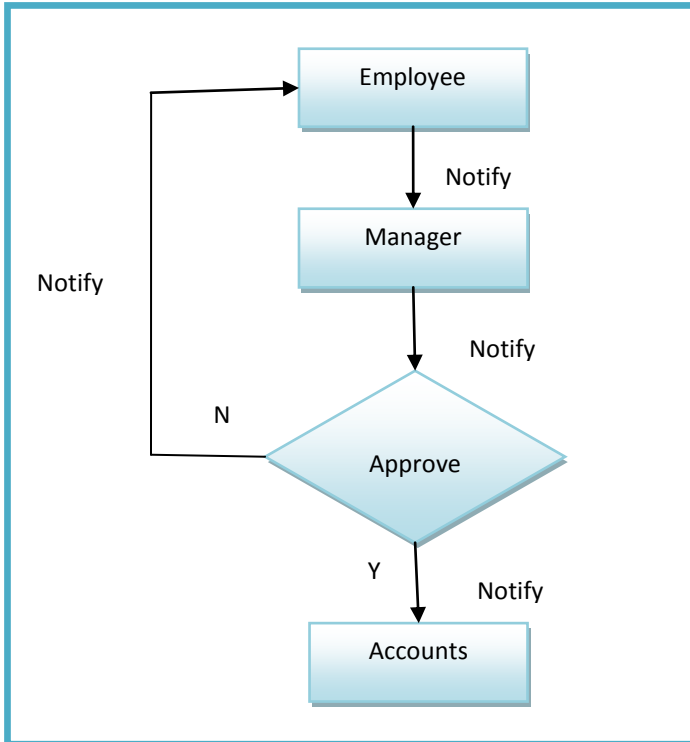 Employee
Notify
Manager
Notify
Notify
N
Approve
Y
Notify
Accounts